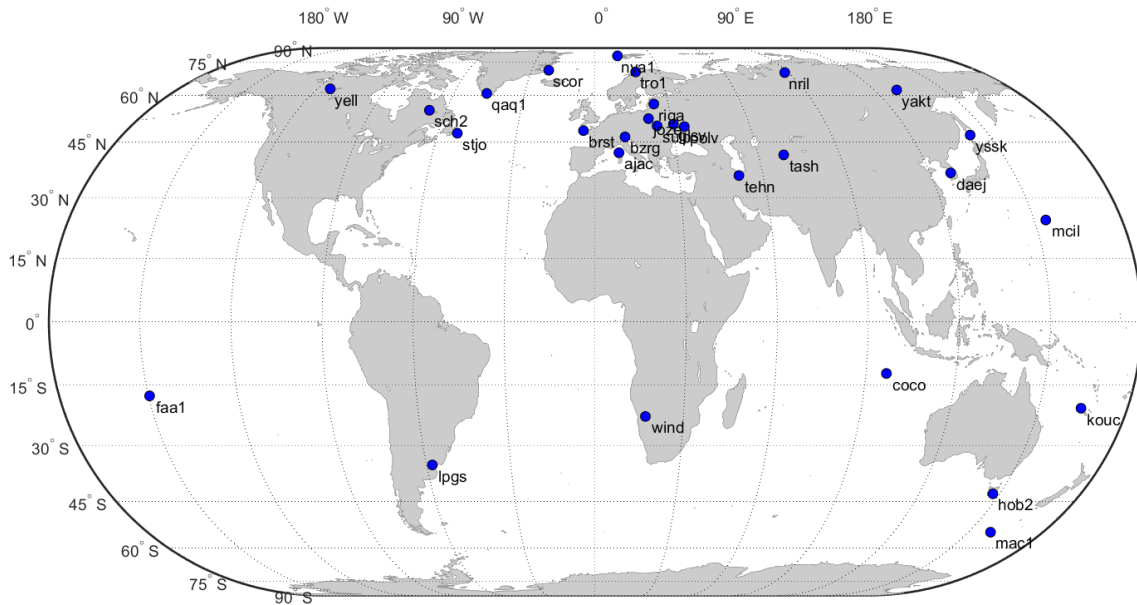 180° W 90° W 0° 90° E 180° E
90° N
75° N
60° N
45° N
30° N
15° N
0°
15° S
30° S
45° S
60° S
75° S
90° S
nya1
scor
tro1
nril
yell
qaq1
yakt
sch2
riga
stjo
brst
polv
yssk
bzrg
ajac
tash
tehn
daej
mcil
coco
faa1
kouc
wind
lpgs
hob2
mac1